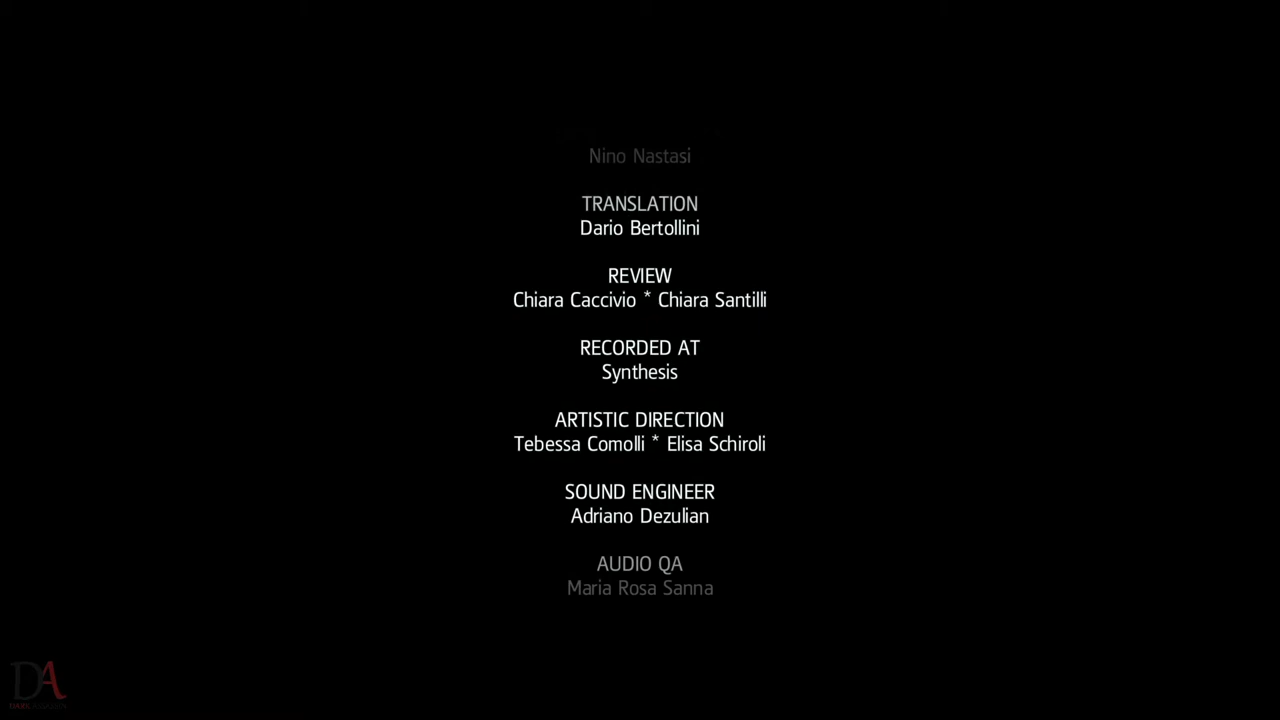 Nino Nastasi
TRANSLATION
Dario Bertollini
REVIEW
Chiara Caccivio * Chiara Santilli
RECORDED AT
Synthesis
ARTISTIC DIRECTION
Tebessa Comolli * Elisa Schiroli
SOUND ENGINEER
Adriano Dezulian
AUDIO QA
Maria Rosa Sanna
DA